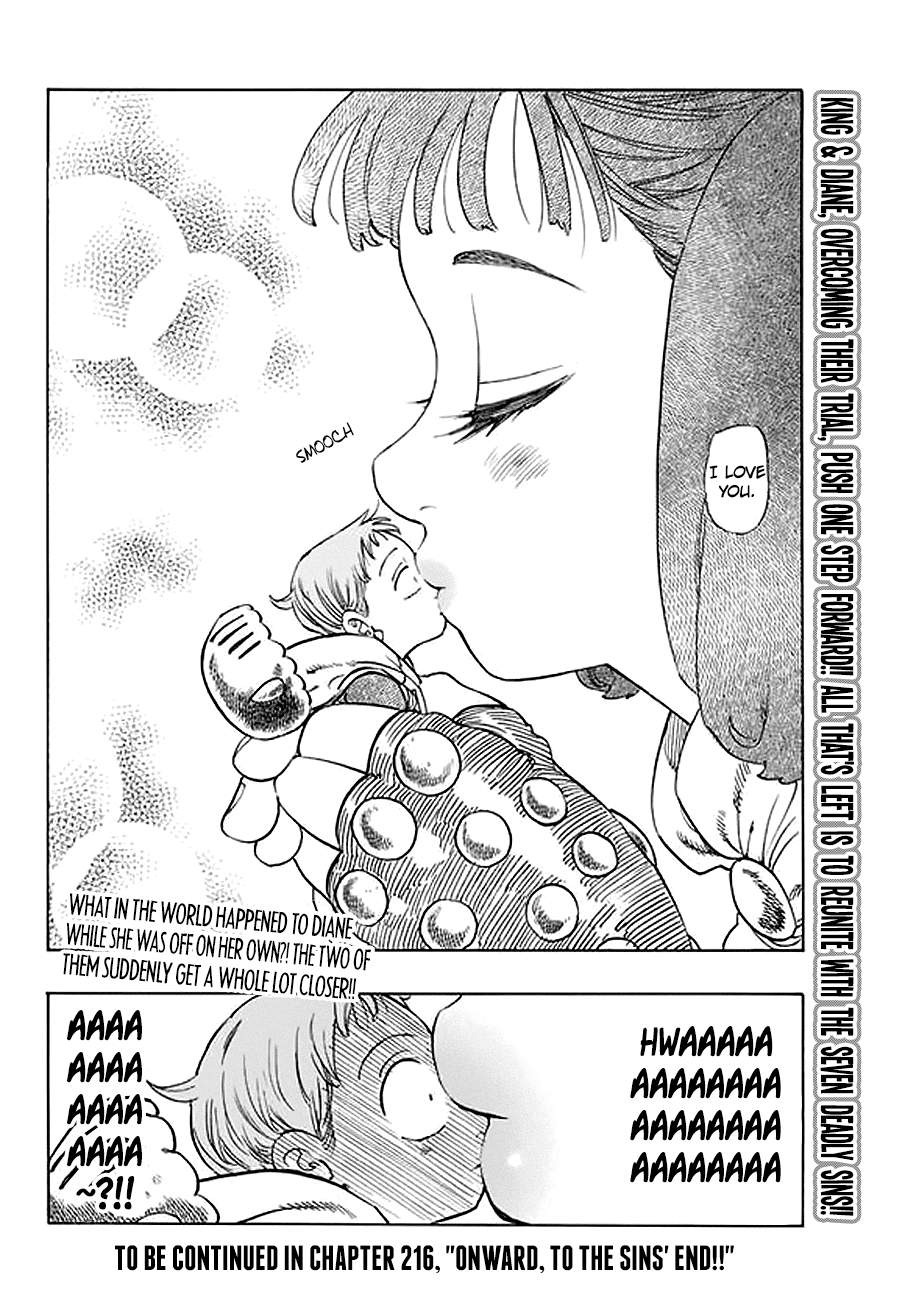 KING & DIANE, OVERCOMING THEIR TRIAL, PUSH ONE STEP FORWARD!! ALL THAT'S LEFT IS TO REUNITE WITH THE SEVEN DEADLY SINS!!
I LOVE
YOU.
SMOOCH
WHAT IN THE WORLD HAPPENED TO DIANE
WHILE SHE WAS OFF ON HER OWN?! THE TWO OF
THEM SUDDENLY GET A WHOLE LOT CLOSER!!
HWAAAAA
AAAAAAAA
AAAAAAAA
AAAAAAAA
AAAA
AAAA
AAAA
AAAA
~?!!
TO BE CONTINUED IN CHAPTER 216, "ONWARD, TO THE SINS' END!!"